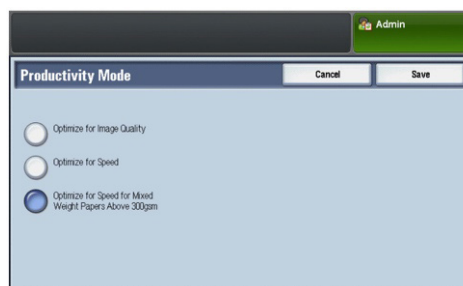 Admin
Productivity Mode
Cancel
Save
Optimize for Image Quality
Optimize for Speed
Optimize for Speed for Mixed
Weight Papers Above 300gsm